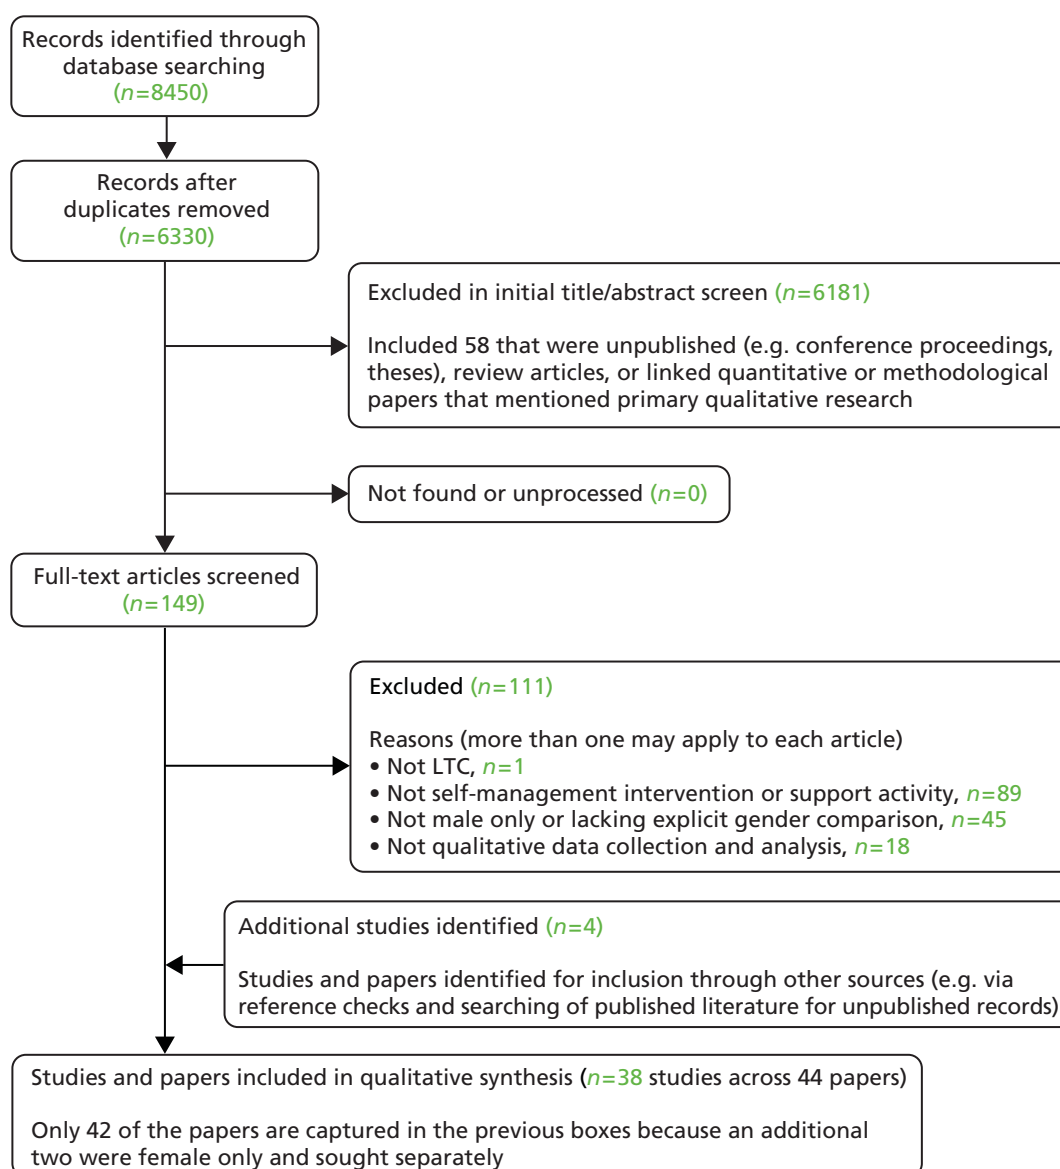 Records identified through
database searching
(n=8450)
Records after
duplicates removed
(n=6330)
Excluded in initial title/abstract screen (n=6181)
Included 58 that were unpublished (e.g. conference proceedings,
theses), review articles, or linked quantitative or methodological
papers that mentioned primary qualitative research
Not found or unprocessed (n=0)
Full-text articles screened
(n=149)
Excluded (n=111)
Reasons (more than one may apply to each article)
• Not LTC, n=1
• Not self-management intervention or support activity, n=89
• Not male only or lacking explicit gender comparison, n=45
• Not qualitative data collection and analysis, n=18
Additional studies identified (n=4)
Studies and papers identified for inclusion through other sources (e.g. via
reference checks and searching of published literature for unpublished records)
Studies and papers included in qualitative synthesis (n=38 studies across 44 papers)
Only 42 of the papers are captured in the previous boxes because an additional
two were female only and sought separately